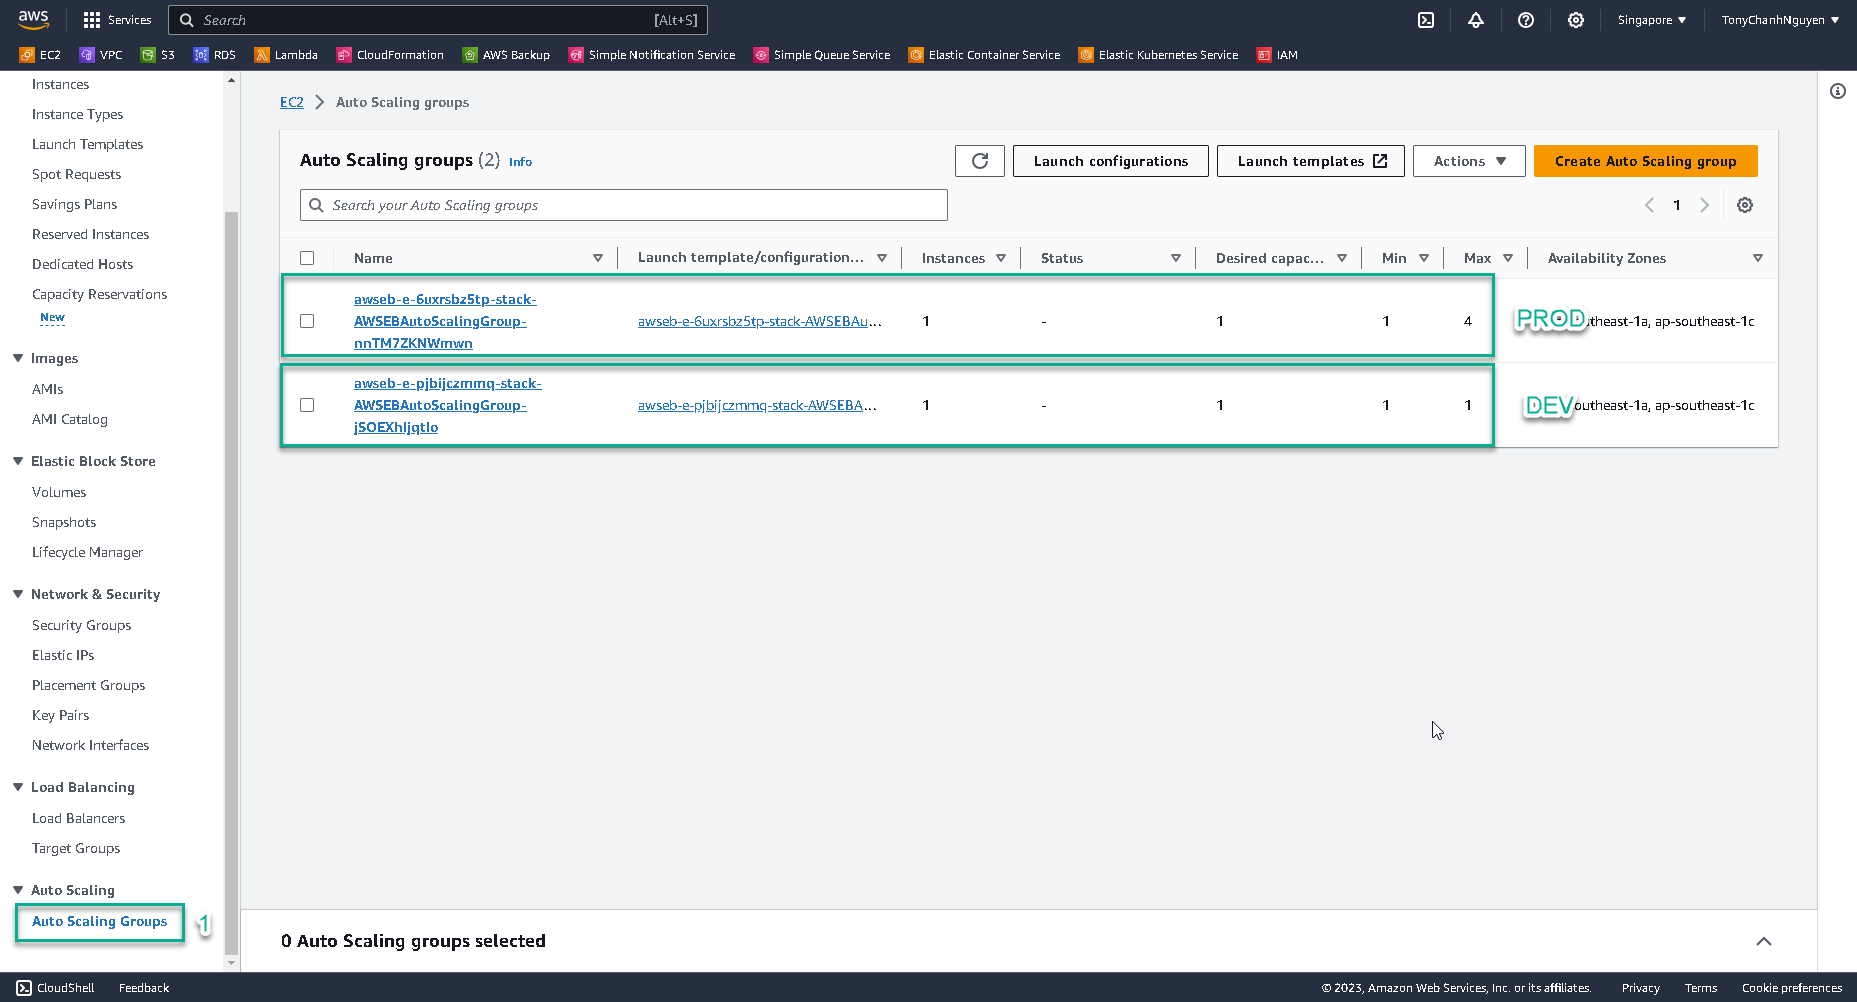 aws
Services
Search
[Alt+S]
Singapore
TonyChanhNguyen
EC2
VPC
S3
RDS
Lambda
CloudFormation
AWS Backup
Simple Notification Service
Simple Queue Service
Elastic Container Service
Elastic Kubernetes Service
IAM
Instances
Instance Types
Launch Templates
Spot Requests
Savings Plans
Reserved Instances
Dedicated Hosts
Capacity Reservations
New
Images
AMIs
AMI Catalog
Elastic Block Store
Volumes
Snapshots
Lifecycle Manager
Network & Security
Security Groups
Elastic IPs
Placement Groups
Key Pairs
Network Interfaces
Load Balancing
Load Balancers
Target Groups
Auto Scaling
Auto Scaling Groups
1
EC2
Auto Scaling groups
Auto Scaling groups (2) Info
Launch configurations
Launch templates
Actions
Create Auto Scaling group
Search your Auto Scaling groups
1
Name
Launch template/configuration...
Instances
Status
Desired capac...
Min
Max
Availability Zones
awseb-e-6uxrsbz5tp-stack-
AWSEBAutoScalingGroup-
nnTM7ZKNWmwn
awseb-e-6uxrsbz5tp-stack-AWSEBAu...
1
-
1
1
4
PROD
theast-1a, ap-southeast-1c
awseb-e-pjbijczmmq-stack-
AWSEBAutoScalingGroup-
awseb-e-pjbijczmmq-stack-AWSEBA...
1
-
1
1
1
DEV
outheast-1a, ap-southeast-1c
0 Auto Scaling groups selected
CloudShell
Feedback
© 2023, Amazon Web Services, Inc. or its affiliates.
Privacy
Terms
Cookie preferences